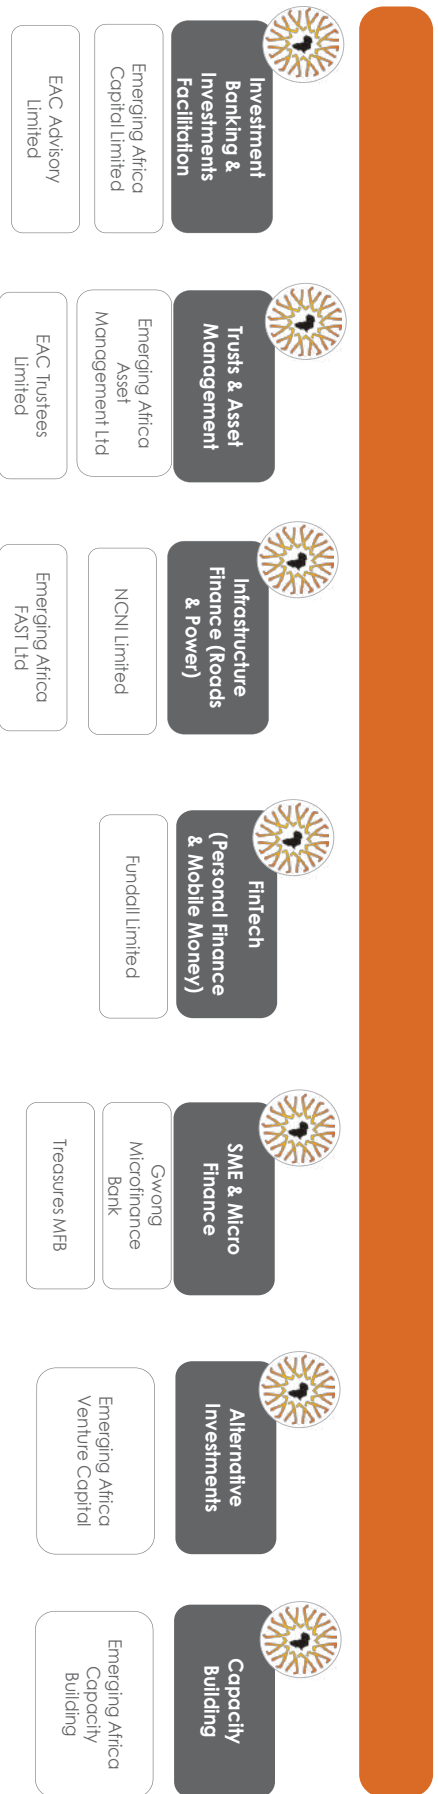 Investment
Banking &
Investments
Facilitation
Emerging Africa
Capital Limited
EAC Advisory
Limited
Trusts & Asset
Management
Emerging Africa
Asset
Management Ltd
EAC Trustees
Limited
Infrastructure
Finance (Roads
& Power)
NCNI Limited
Emerging Africa
FAST Ltd
FinTech
(Personal Finance
& Mobile Money)
Fundall Limited
SME & Micro
Finance
Gwong
Microfinance
Bank
Treasures MFB
Alternative
Investments
Emerging Africa
Venture Capital
Capacity
Building
Emerging Africa
Capacity
Building